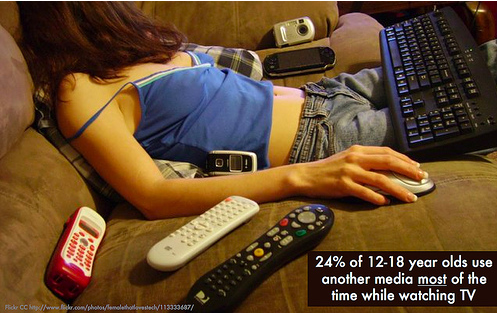 24% of 12-18 year olds use
another media most of the
time while watching TV
Flickr CC http://www.flickr.com/photos/femalethatlovestech/113333687/